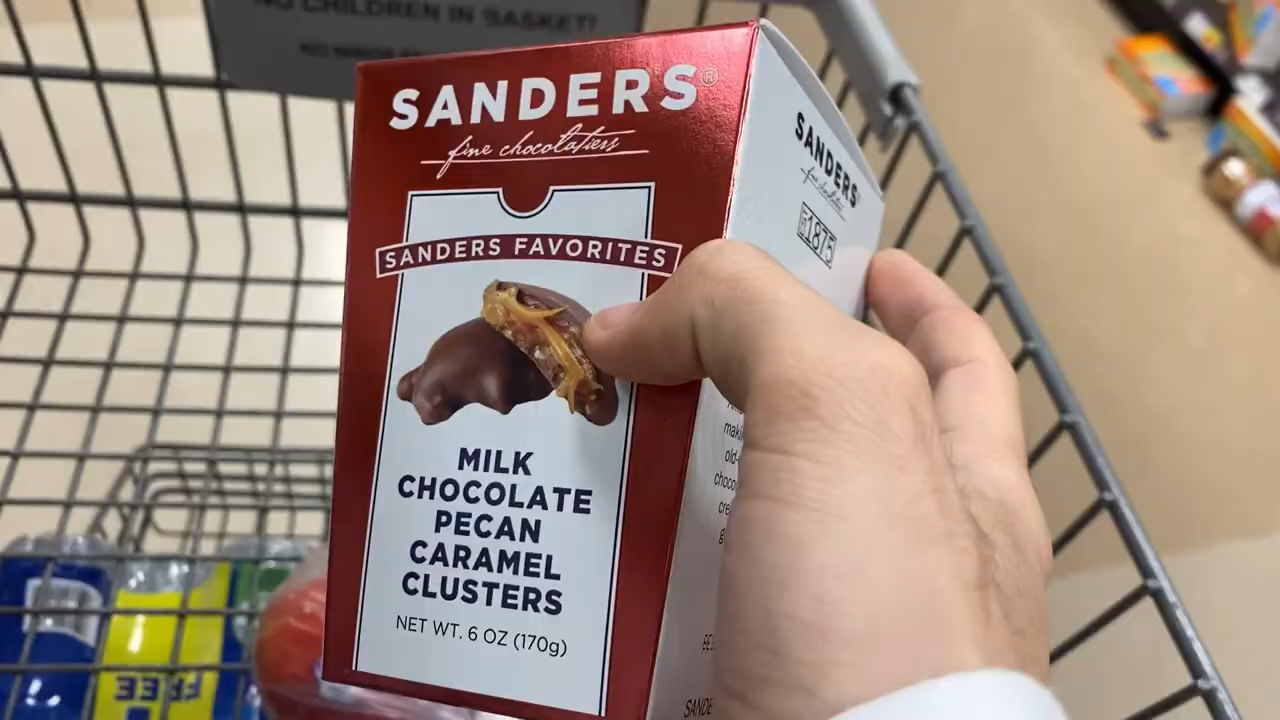 NO CHILDREN IN BASKET!
SANDERS®
fine chocolatiers
SANDERS FAVORITES
MILK
CHOCOLATE
PECAN
CARAMEL
CLUSTERS
NET WT. 6 OZ (170g)
SANDERS
fine chocolatiers
1875
FREE